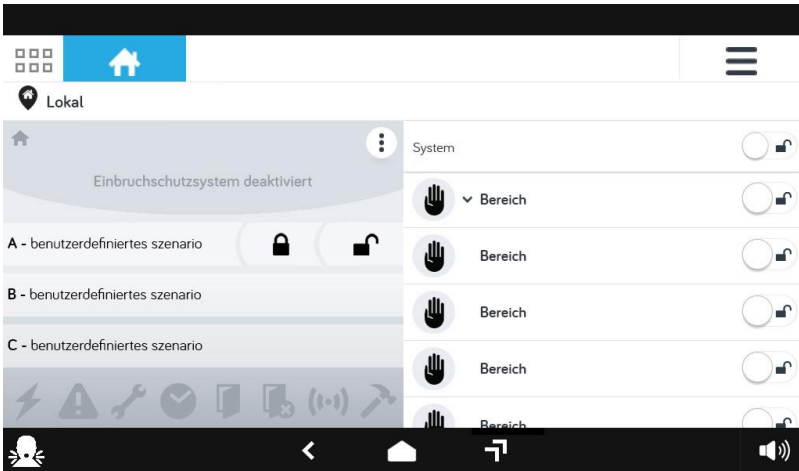 Lokal
Einbruchschutzsystem deaktiviert
A - benutzerdefiniertes szenario
B - benutzerdefiniertes szenario
C - benutzerdefiniertes szenario
System
Bereich
Bereich
Bereich
Bereich
Bereich